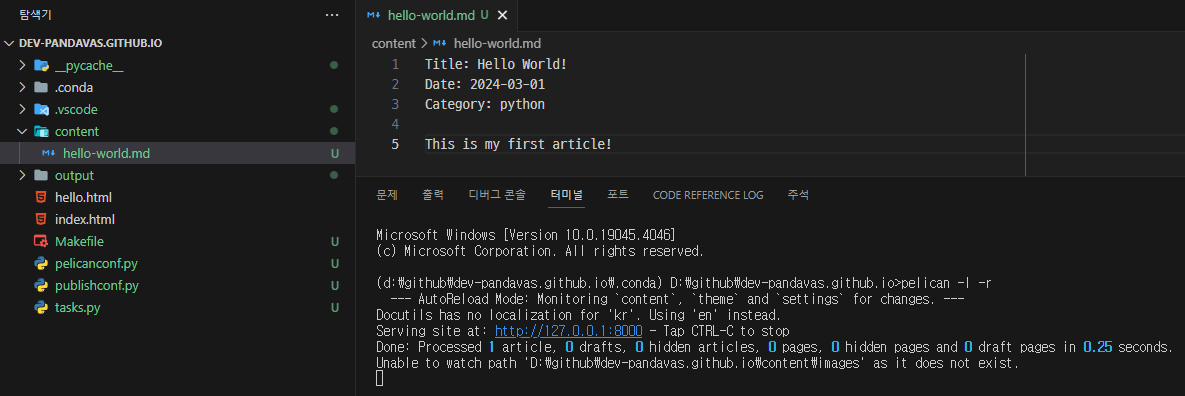 탐색기
DEV-PANDAVAS.GITHUB.IO
__pycache__
.conda
.vscode
content
hello-world.md U
output
hello.html
index.html
Makefile U
pelicanconf.py U
publishconf.py U
tasks.py U
hello-world.md U
content > hello-world.md
1 Title: Hello World!
2 Date: 2024-03-01
3 Category: python
4
5 This is my first article!
문제 출력 디버그 콘솔 터미널 포트 CODE REFERENCE LOG 주석
Microsoft Windows [Version 10.0.19045.4046]
(c) Microsoft Corporation. All rights reserved.
(d:₩github₩dev-pandavas.github.io₩.conda) D:₩github₩dev-pandavas.github.io>pelican -l -r
--- AutoReload Mode: Monitoring `content`, `theme` and `settings` for changes. ---
Docutils has no localization for 'kr'. Using 'en' instead.
Serving site at: http://127.0.0.1:8000 - Tap CTRL-C to stop
Done: Processed 1 article, 0 drafts, 0 hidden articles, 0 pages, 0 hidden pages and 0 draft pages in 0.25 seconds.
Unable to watch path 'D:₩github₩dev-pandavas.github.io₩content₩images' as it does not exist.